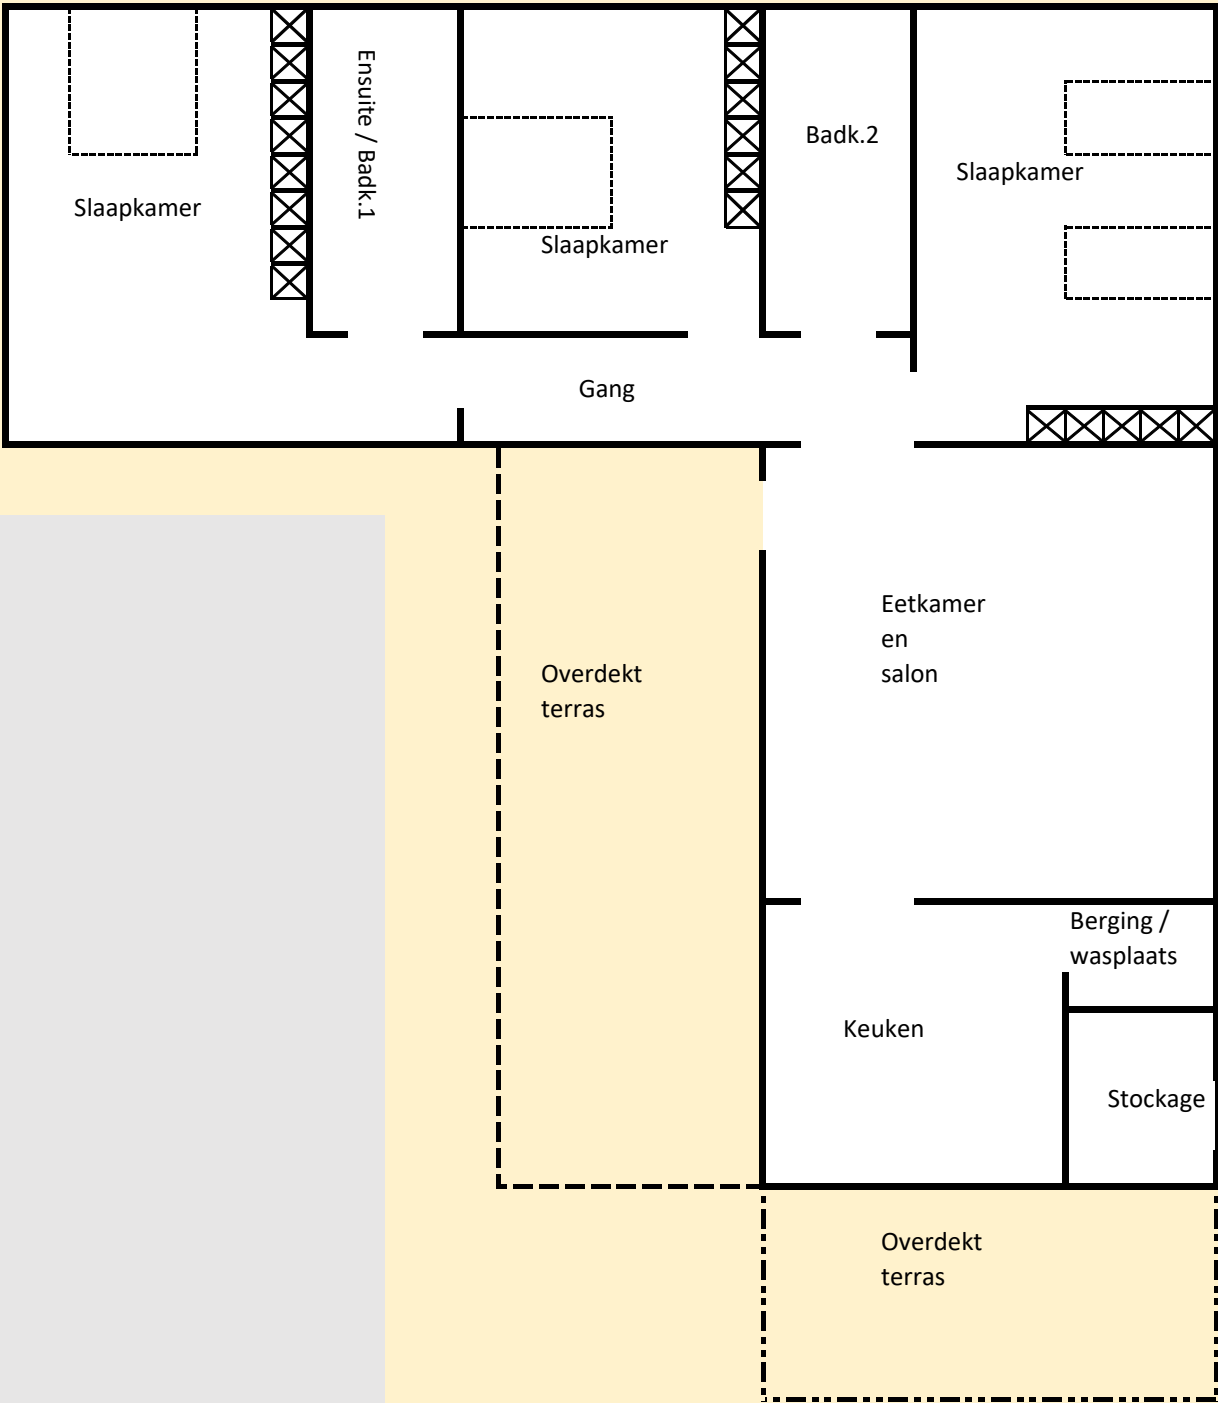 Ensuite / Badk.1
Badk.2
Slaapkamer
Slaapkamer
Slaapkamer
Gang
Eetkamer
en
salon
Overdekt
terras
Berging /
wasplaats
Keuken
Stockage
Overdekt
terras